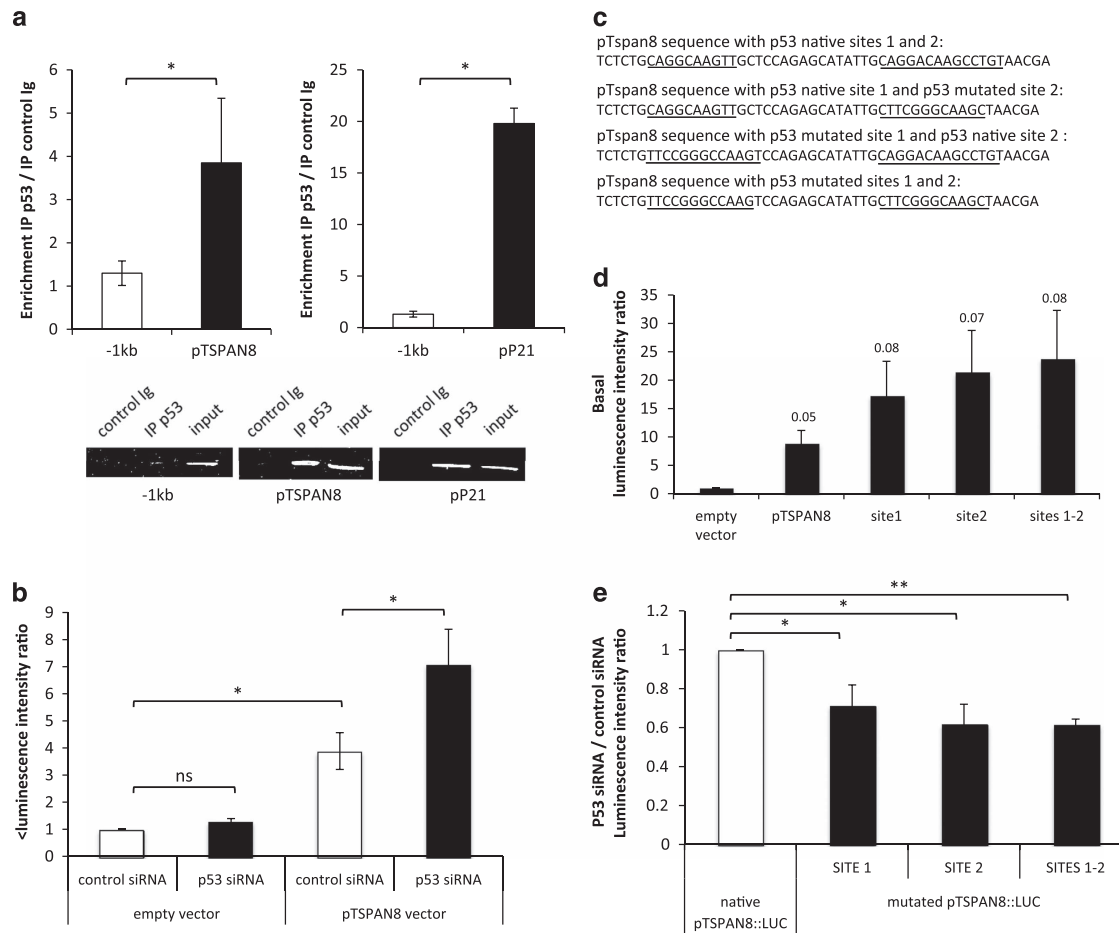 a
Enrichment IP p53 / IP control Ig
6
5
4
3
2
1
0
*
-1kb
pTSPAN8
Enrichment IP p53 / IP control Ig
25
20
15
10
5
0
*
-1kb
pP21
control Ig
IP p53
input
control Ig
IP p53
input
control Ig
IP p53
input
-1kb
pTSPAN8
pP21
b
<luminescence intensity ratio
9
8
7
6
5
4
3
2
1
0
ns
*
*
control siRNA
p53 siRNA
control siRNA
p53 siRNA
empty vector
pTSPAN8 vector
c
pTspan8 sequence with p53 native sites 1 and 2:
TCTCTGCAGGCAAGTTGCTCCAGAGCATATTGCAGGACAAGCCTGTAACGA
pTspan8 sequence with p53 native site 1 and p53 mutated site 2:
TCTCTGCAGGCAAGTTGCTCCAGAGCATATTGCTTCGGGCAAGCTAACGA
pTspan8 sequence with p53 mutated site 1 and p53 native site 2 :
TCTCTGTTCCGGGCCAAGTCCAGAGCATATTGCAGGACAAGCCTGTAACGA
pTspan8 sequence with p53 mutated sites 1 and 2:
TCTCTGTTCCGGGCCAAGTCCAGAGCATATTGCTTCGGGCAAGCTAACGA
d
Basal
luminescence intensity ratio
35
30
25
20
15
10
5
0
0.05
0.08
0.07
0.08
empty
vector
pTSPAN8
site1
site2
sites 1-2
e
P53 siRNA / control siRNA
Luminescence intensity ratio
1.2
1
0.8
0.6
0.4
0.2
0
*
*
**
SITE 1
SITE 2
SITES 1-2
native
pTSPAN8::LUC
mutated pTSPAN8::LUC